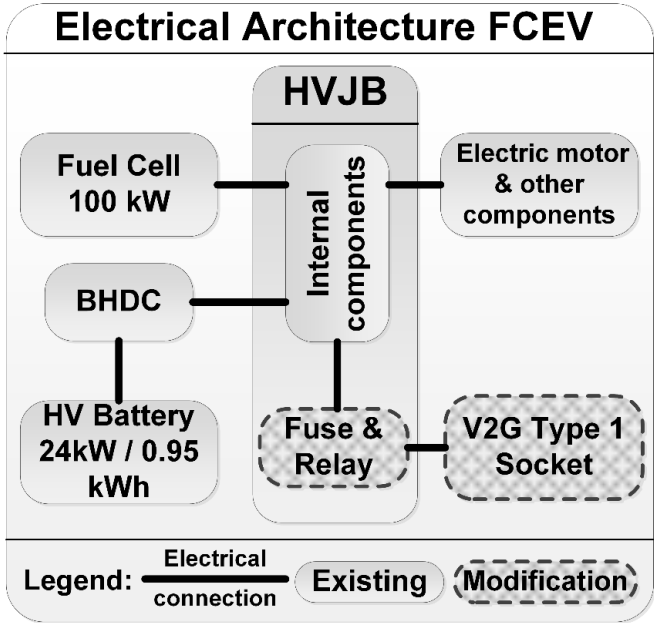 Electrical Architecture FCEV
HVJB
Fuel Cell
100 kW
Internal
components
Electric motor
& other
components
BHDC
HV Battery
24kW / 0.95
kWh
Fuse &
Relay
V2G Type 1
Socket
Legend:
Electrical
connection
Existing
Modification